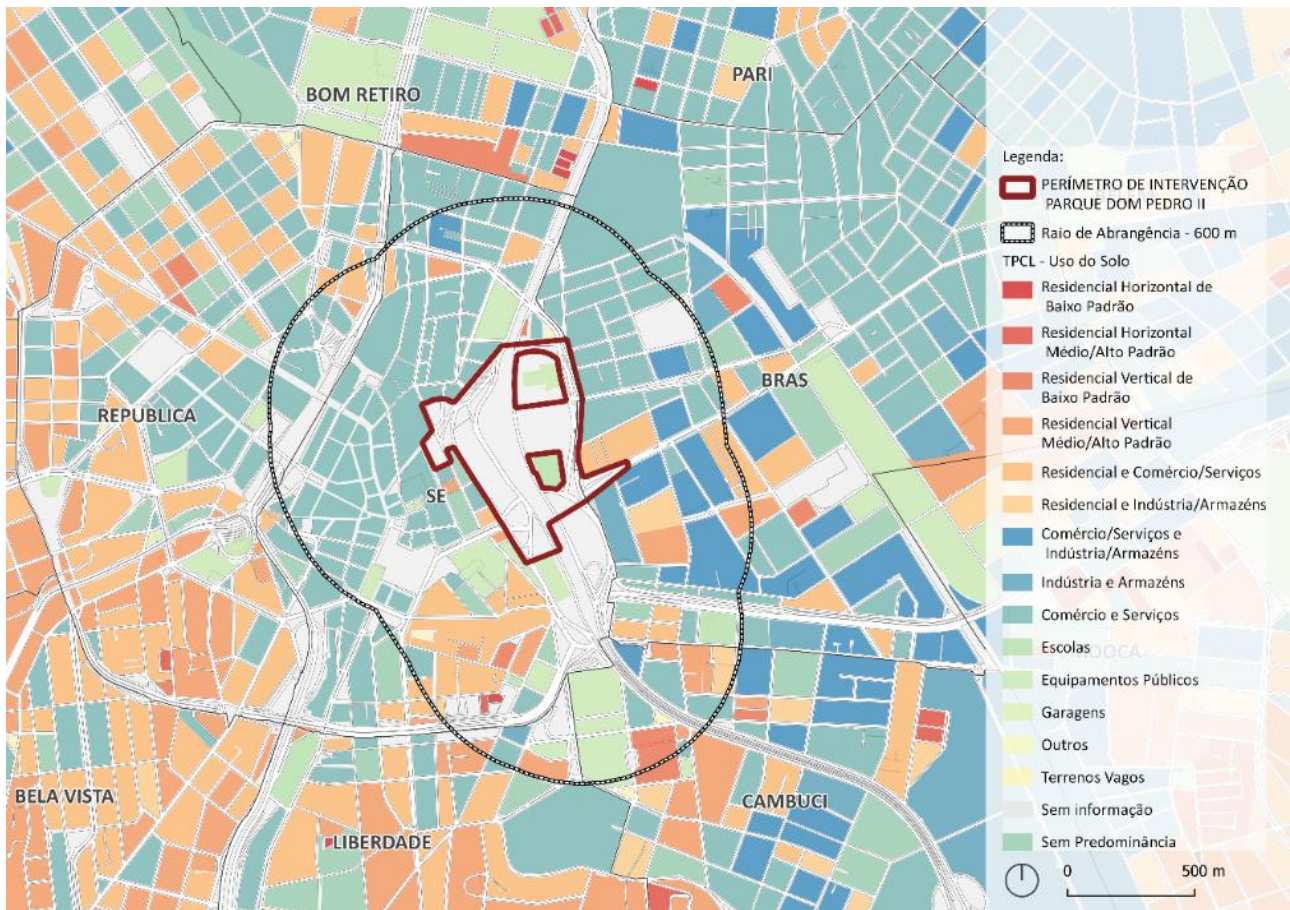 PARI
BOM RETIRO
BRAS
REPUBLICA
SE
BELA VISTA
LIBERDADE
CAMBUCI
MOOCA
Legenda:
PERÍMETRO DE INTERVENÇÃO
PARQUE DOM PEDRO II
Raio de Abrangência - 600 m
TPCL - Uso do Solo
Residencial Horizontal de
Baixo Padrão
Residencial Horizontal
Médio/Alto Padrão
Residencial Vertical de
Baixo Padrão
Residencial Vertical
Médio/Alto Padrão
Residencial e Comércio/Serviços
Residencial e Indústria/Armazéns
Comércio/Serviços e
Indústria/Armazéns
Indústria e Armazéns
Comércio e Serviços
Escolas
Equipamentos Públicos
Garagens
Outros
Terrenos Vagos
Sem informação
Sem Predominância
0 500 m